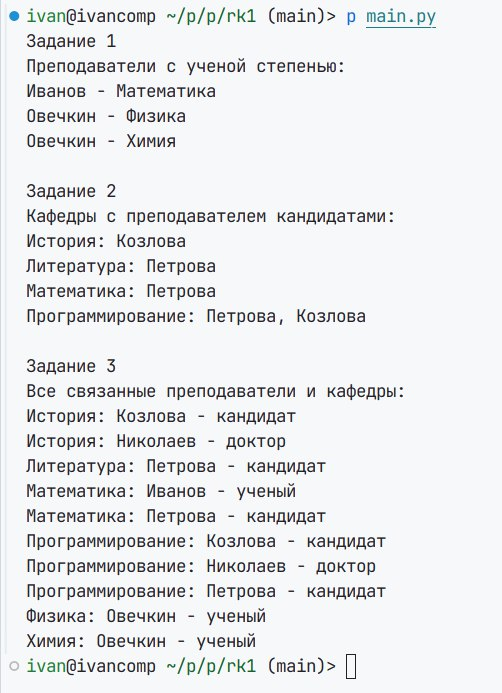 ivan@ivancomp ~/p/p/rk1 (main)> p main.py
Задание 1
Преподаватели с ученой степенью:
Иванов - Математика
Овечкин - Физика
Овечкин - Химия

Задание 2
Кафедры с преподавателем кандидатами:
История: Козлова
Литература: Петрова
Математика: Петрова
Программирование: Петрова, Козлова

Задание 3
Все связанные преподаватели и кафедры:
История: Козлова - кандидат
История: Николаев - доктор
Литература: Петрова - кандидат
Математика: Иванов - ученый
Математика: Петрова - кандидат
Программирование: Козлова - кандидат
Программирование: Николаев - доктор
Программирование: Петрова - кандидат
Физика: Овечкин - ученый
Химия: Овечкин - ученый
ivan@ivancomp ~/p/p/rk1 (main)>